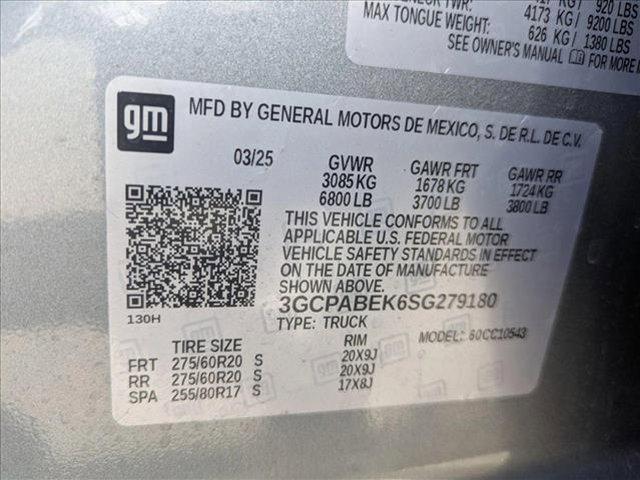 920 LBS
MAX TONGUE WEIGHT: 4173 KG/ 9200 LBS
626 KG/ 1380 LBS
SEE OWNER'S MANUAL FOR MORE
gm
MFD BY GENERAL MOTORS DE MEXICO, S. DE R.L. DE C.V.
03/25 GVWR GAWR FRT GAWR RR
3085 KG 1678 KG 1724 KG
6800 LB 3700 LB 3800 LB
THIS VEHICLE CONFORMS TO ALL
APPLICABLE U.S. FEDERAL MOTOR
VEHICLE SAFETY STANDARDS IN EFFECT
ON THE DATE OF MANUFACTURE
SHOWN ABOVE.
3GCPABEK6SG279180
130H TYPE: TRUCK MODEL: 60CC10543
TIRE SIZE RIM
FRT 275/60R20 S 20X9J
RR 275/60R20 S 20X9J
SPA 255/80R17 S 17X8J